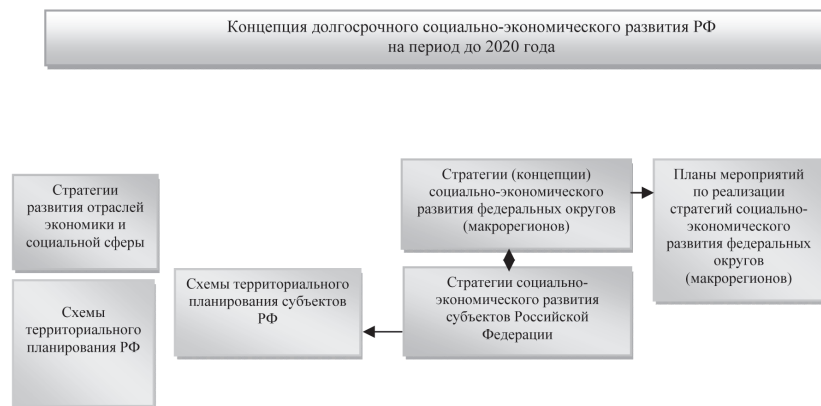 Концепция долгосрочного социально-экономического развития РФ
на период до 2020 года
Стратегии
развития отраслей
экономики и
социальной сферы
Стратегии (концепции)
социально-экономического
развития федеральных округов
(макрорегионов)
Планы мероприятий
по реализации
стратегий социально-
экономического
развития федеральных
округов
(макрорегионов)
Схемы
территориального
планирования РФ
Схемы территориального
планирования субъектов
РФ
Стратегии социально-
экономического развития
субъектов Российской
Федерации